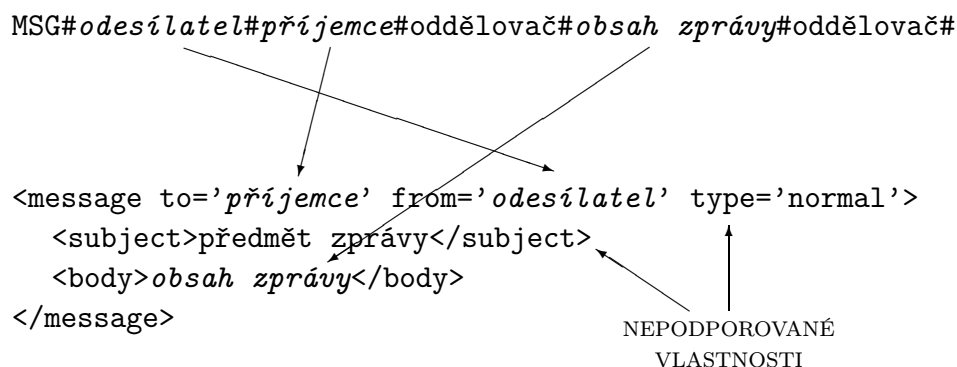 MSG#odesílatel#příjemce#oddělovač#obsah zprávy#oddělovač#
<message to='příjemce' from='odesílatel' type='normal'>
<subject>předmět zprávy</subject>
<body>obsah zprávy</body>
</message>
NEPODPOROVANÉ
VLASTNOSTI